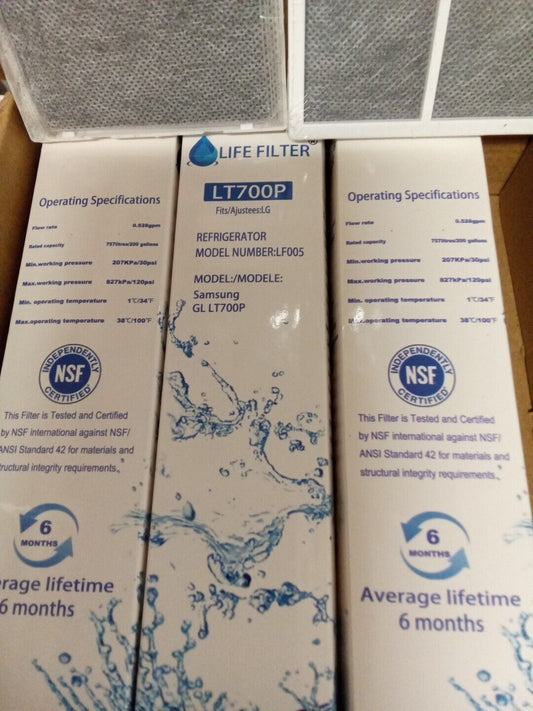 Operating Specifications
Flow rate 0.528gpm
Rated capacity 757litres/200 gallons
Min.working pressure 207KPa/30psi
Max.working pressure 827kPa/120psi
Min. operating temperature 1℃/34℉
Max.operating temperature 38℃/100℉
INDEPENDENTLY
NSF®
CERTIFIED
This Filter is Tested and Certified
by NSF international against NSF/
ANSI Standard 42 for materials and
structural integrity requirements。
6
MONTHS
erage lifetime
6 months
LIFE FILTER®
LT700P
Fits/Ajustees:LG
REFRIGERATOR
MODEL NUMBER:LF005
MODEL:/MODELE:
Samsung
GL LT700P
Operating Specifications
Flow rate 0.528gpm
Rated capacity 757litres/200 gallons
Min.working pressure 207KPa/30psi
Max.working pressure 827kPa/120psi
Min. operating temperature 1℃/34℉
Max.operating temperature 38℃/100℉
INDEPENDENTLY
NSF®
CERTIFIED
This Filter is Tested and Certified
by NSF international against NSF/
ANSI Standard 42 for materials and
structural integrity requirements。
6
MONTHS
Average lifetime
6 months